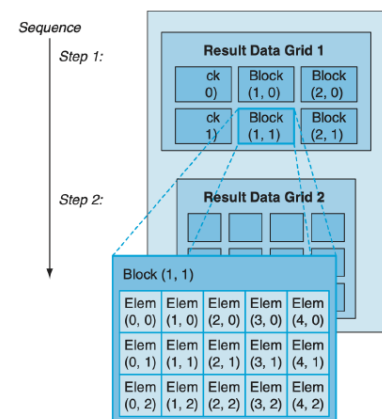 Sequence
Step 1:
Result Data Grid 1
ck Block Block
0) (1, 0) (2, 0)
ck Block Block
1) (1, 1) (2, 1)
Step 2:
Result Data Grid 2
Block (1, 1)
Elem Elem Elem Elem Elem
(0, 0) (1, 0) (2, 0) (3, 0) (4, 0)
Elem Elem Elem Elem Elem
(0, 1) (1, 1) (2, 1) (3, 1) (4, 1)
Elem Elem Elem Elem Elem
(0, 2) (1, 2) (2, 2) (3, 2) (4, 2)